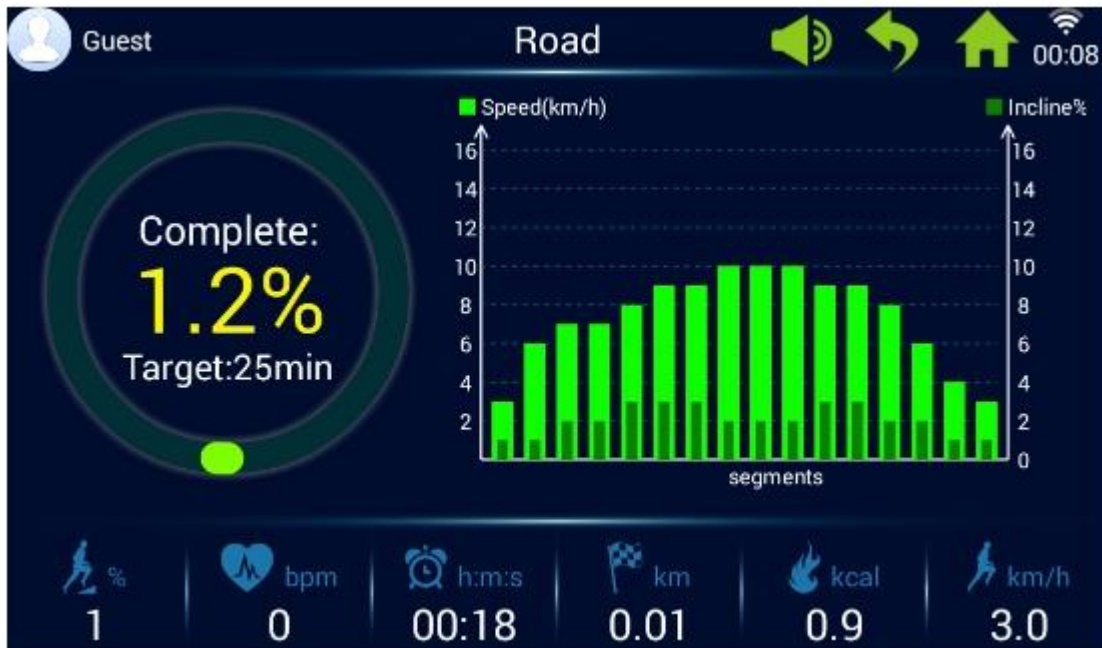 Guest
Road
00:08
Speed(km/h)
Incline%
16
14
12
10
8
6
4
2
16
14
12
10
8
6
4
2
0
segments
Complete:
1.2%
Target:25min
%
bpm
h:m:s
km
kcal
km/h
1
0
00:18
0.01
0.9
3.0